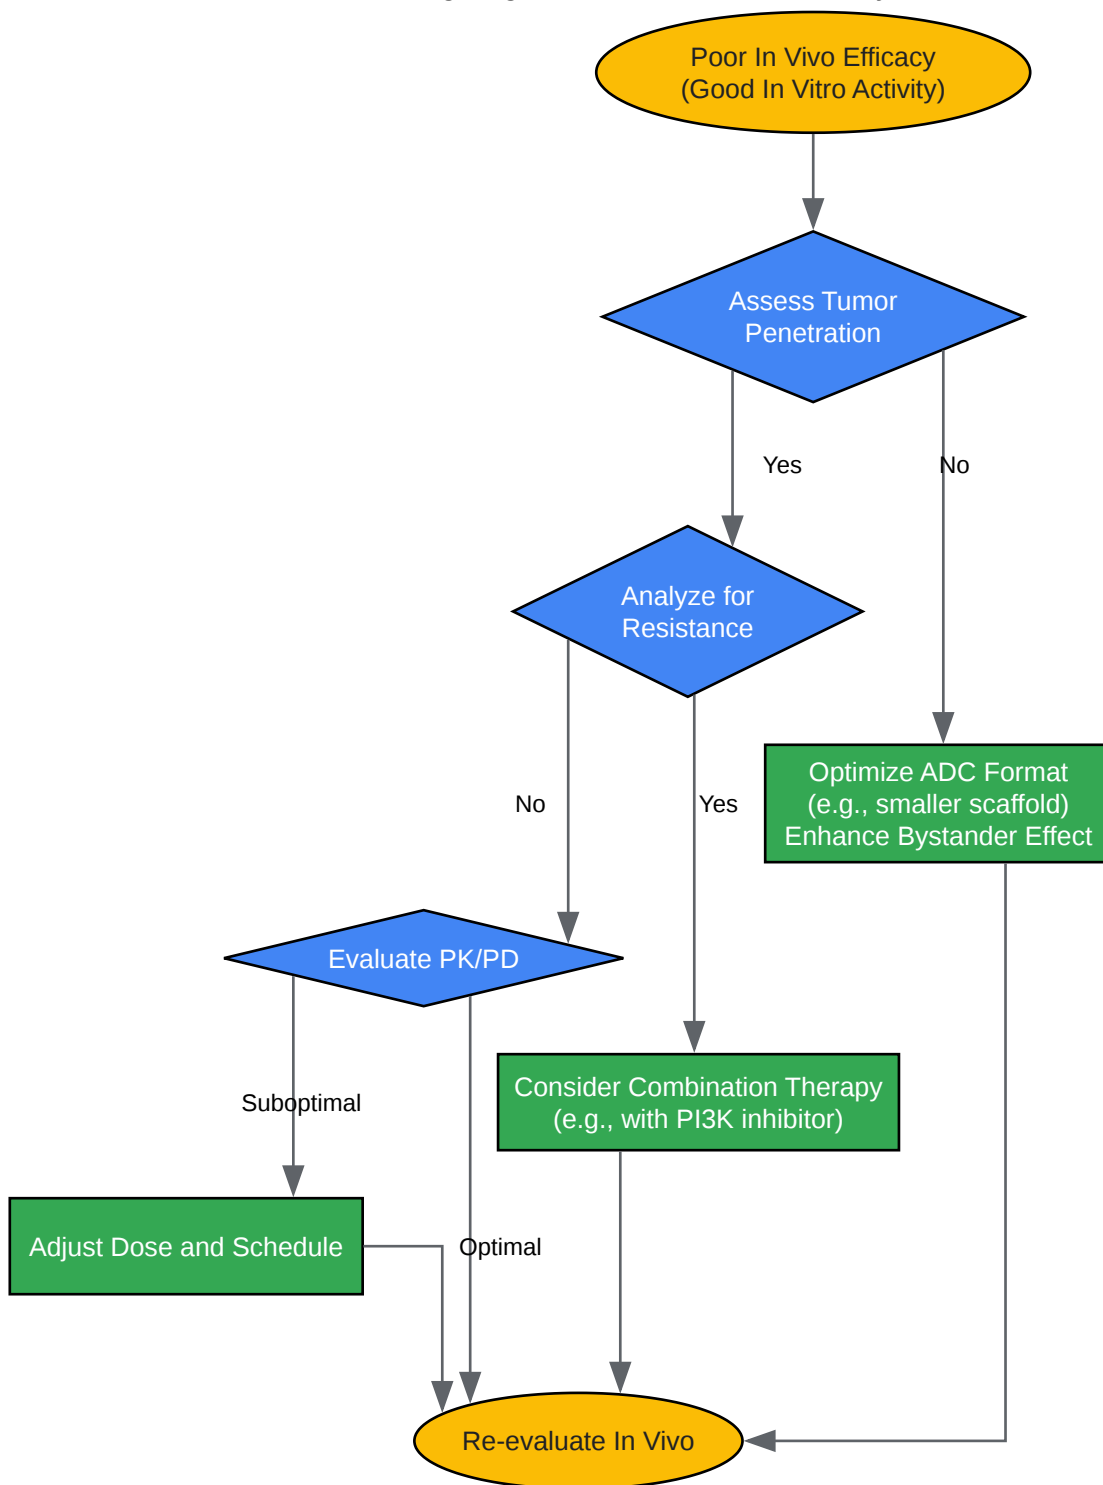 Poor In Vivo Efficacy
(Good In Vitro Activity)
Assess Tumor
Penetration
Yes
No
Analyze for
Resistance
No
Yes
Optimize ADC Format
(e.g., smaller scaffold)
Enhance Bystander Effect
Evaluate PK/PD
Suboptimal
Consider Combination Therapy
(e.g., with PI3K inhibitor)
Adjust Dose and Schedule
Optimal
Re-evaluate In Vivo